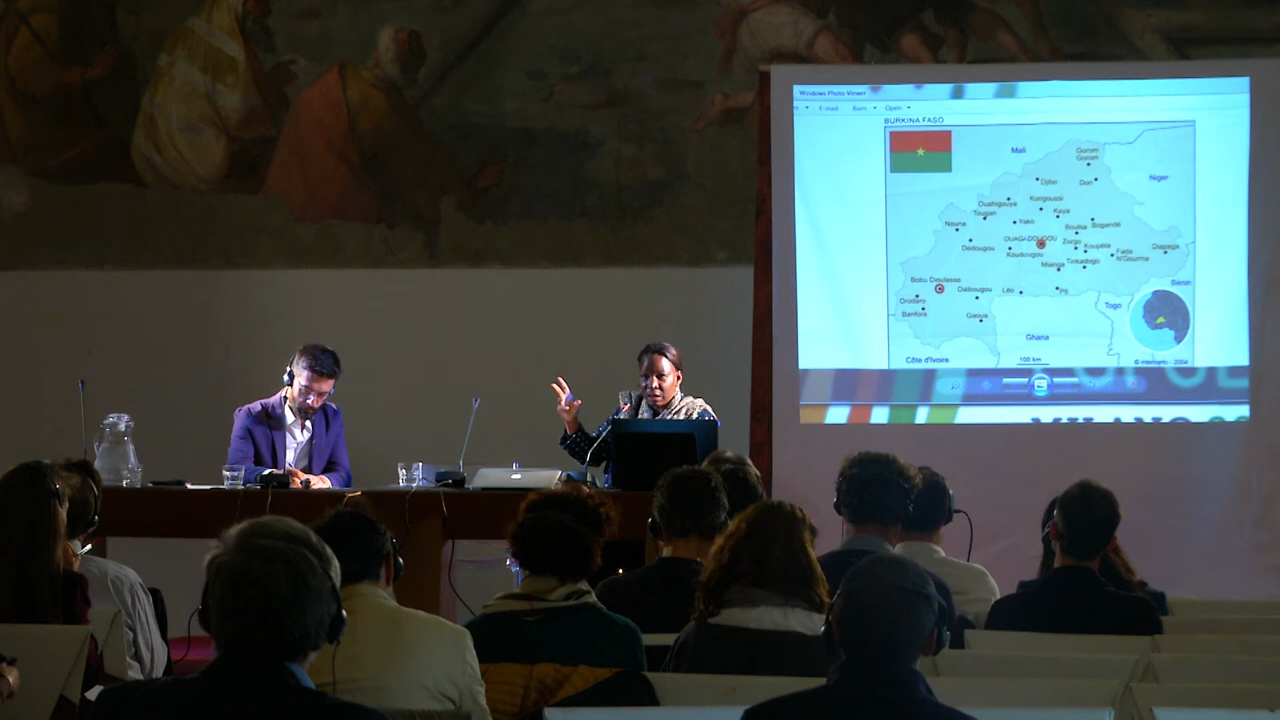 Windows Photo Viewer
E-mail Burn Open
BURKINA FASO
Mali
Gorom
Gorom
Niger
Djibo
Dori
Ouahigouya
Kongoussi
Tougan
Kaya
Nouna
Yako
Boulsa
Bogandé
OUAGADOUGOU
Zorgo
Koupéla
Dédougou
Koudougou
Fada
N'Gourma
Diapaga
Manga
Tenkodogo
Bobo Dioulasso
Diébougou
Léo
Pô
Bénin
Orodara
Banfora
Gaoua
Togo
Ghana
Côte d'Ivoire
100 km
MILANO